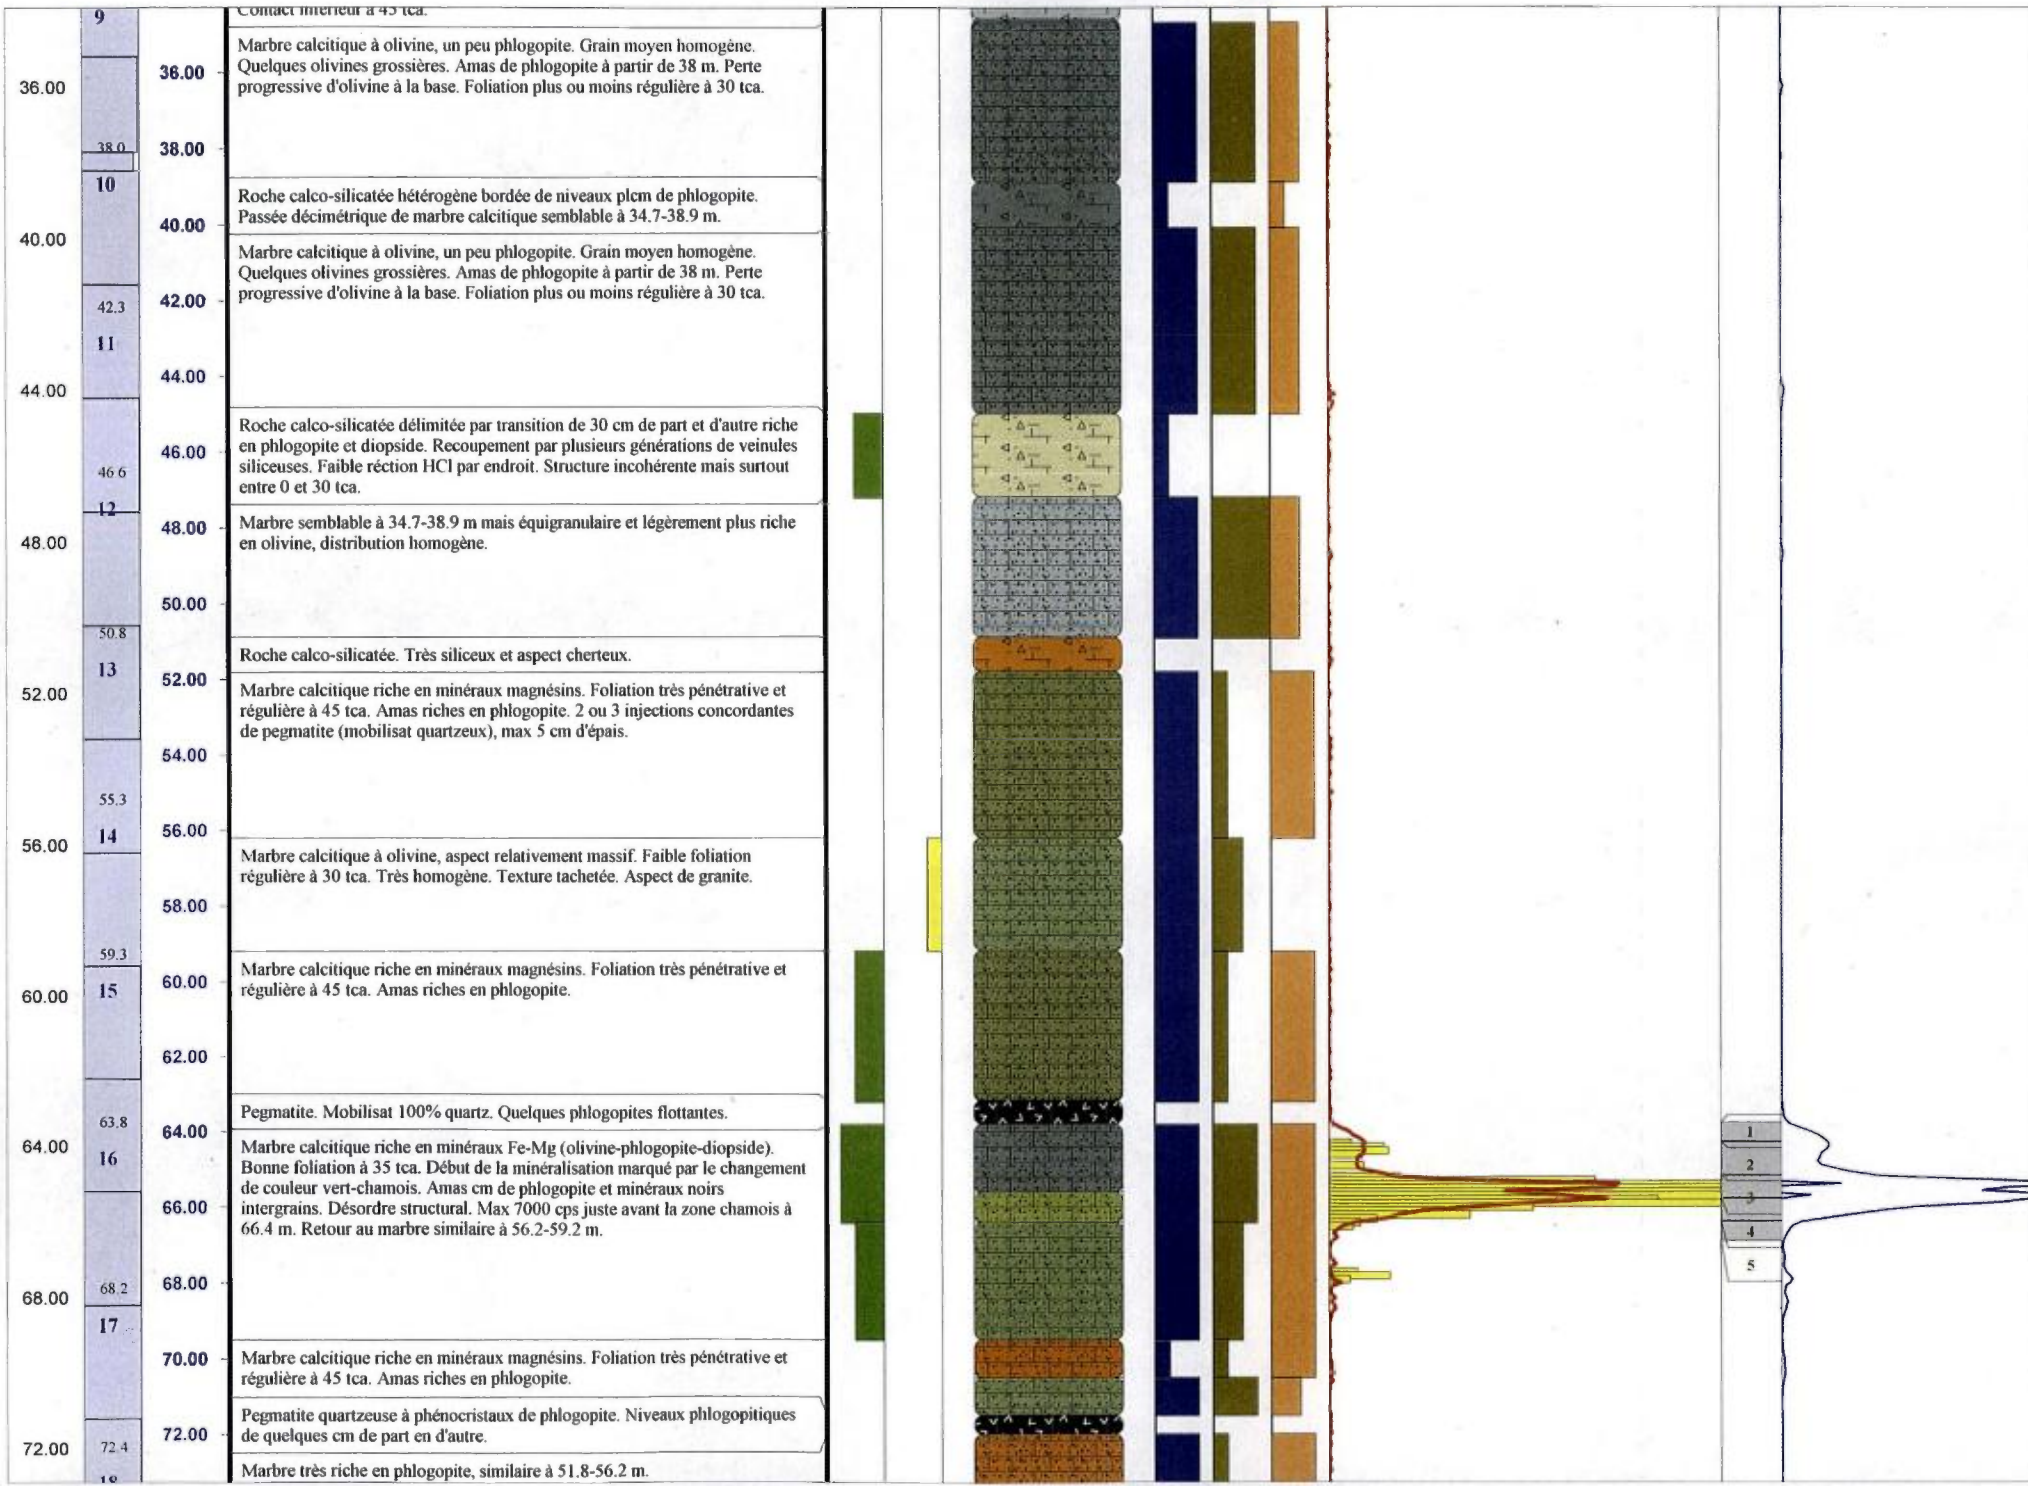 36.00
40.00
44.00
48.00
52.00
56.00
60.00
64.00
68.00
72.00
9
38.0
10
42.3
11
46 6
12
50.8
13
55.3
14
59.3
15
63.8
16
68.2
17
72.4
36.00
38.00
40.00
42.00
44.00
46.00
48.00
50.00
52.00
54.00
56.00
58.00
60.00
62.00
64.00
66.00
68.00
70.00
72.00
Marbre calcitique à olivine, un peu phlogopite. Grain moyen homogène.
Quelques olivines grossières. Amas de phlogopite à partir de 38 m. Perte
progressive d'olivine à la base. Foliation plus ou moins régulière à 30 tca.
Roche calco-silicatée hétérogène bordée de niveaux plcm de phlogopite.
Passée décimétrique de marbre calcitique semblable à 34.7-38.9 m.
Marbre calcitique à olivine, un peu phlogopite. Grain moyen homogène.
Quelques olivines grossières. Amas de phlogopite à partir de 38 m. Perte
progressive d'olivine à la base. Foliation plus ou moins régulière à 30 tca.
Roche calco-silicatée délimitée par transition de 30 cm de part et d'autre riche
en phlogopite et diopside. Recoupement par plusieurs générations de veinules
siliceuses. Faible réction HCl par endroit. Structure incohérente mais surtout
entre 0 et 30 tca.
Marbre semblable à 34.7-38.9 m mais équigranulaire et légèrement plus riche
en olivine, distribution homogène.
Roche calco-silicatée. Très siliceux et aspect cherteux.
Marbre calcitique riche en minéraux magnésins. Foliation très pénétrative et
régulière à 45 tca. Amas riches en phlogopite. 2 ou 3 injections concordantes
de pegmatite (mobilisat quartzeux), max 5 cm d'épais.
Marbre calcitique à olivine, aspect relativement massif. Faible foliation
régulière à 30 tca. Très homogène. Texture tachetée. Aspect de granite.
Marbre calcitique riche en minéraux magnésins. Foliation très pénétrative et
régulière à 45 tca. Amas riches en phlogopite.
Pegmatite. Mobilisat 100% quartz. Quelques phlogopites flottantes.
Marbre calcitique riche en minéraux Fe-Mg (olivine-phlogopite-diopside).
Bonne foliation à 35 tca. Début de la minéralisation marqué par le changement
de couleur vert-chamois. Amas cm de phlogopite et minéraux noirs
intergrains. Désordre structural. Max 7000 cps juste avant la zone chamois à
66.4 m. Retour au marbre similaire à 56.2-59.2 m.
Marbre calcitique riche en minéraux magnésins. Foliation très pénétrative et
régulière à 45 tca. Amas riches en phlogopite.
Pegmatite quartzeuse à phénocristaux de phlogopite. Niveaux phlogopitiques
de quelques cm de part en d'autre.
Marbre très riche en phlogopite, similaire à 51.8-56.2 m.
1
2
3
4
5